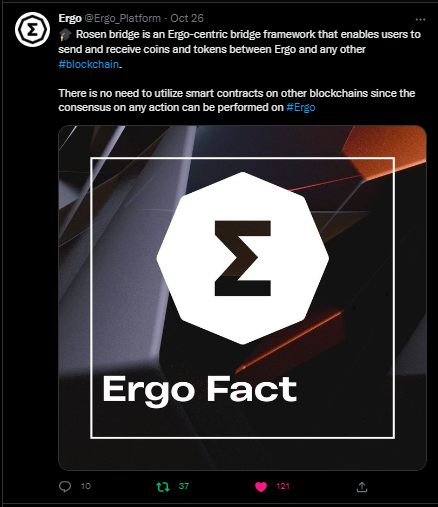 Ergo @Ergo_Platform · Oct 26
Rosen bridge is an Ergo-centric bridge framework that enables users to
send and receive coins and tokens between Ergo and any other
#blockchain.
There is no need to utilize smart contracts on other blockchains since the
consensus on any action can be performed on #Ergo
Σ
Ergo Fact
10 37 121